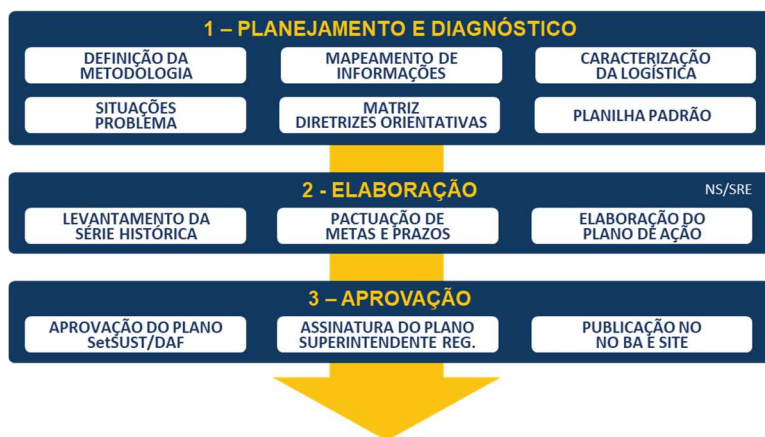 1 – PLANEJAMENTO E DIAGNÓSTICO
DEFINIÇÃO DA
METODOLOGIA
MAPEAMENTO DE
INFORMAÇÕES
CARACTERIZAÇÃO
DA LOGÍSTICA
SITUAÇÕES
PROBLEMA
MATRIZ
DIRETRIZES ORIENTATIVAS
PLANILHA PADRÃO
2 - ELABORAÇÃO
NS/SRE
LEVANTAMENTO DA
SÉRIE HISTÓRICA
PACTUAÇÃO DE
METAS E PRAZOS
ELABORAÇÃO DO
PLANO DE AÇÃO
3 – APROVAÇÃO
APROVAÇÃO DO PLANO
SetSUST/DAF
ASSINATURA DO PLANO
SUPERINTENDENTE REG.
PUBLICAÇÃO NO
NO BA E SITE